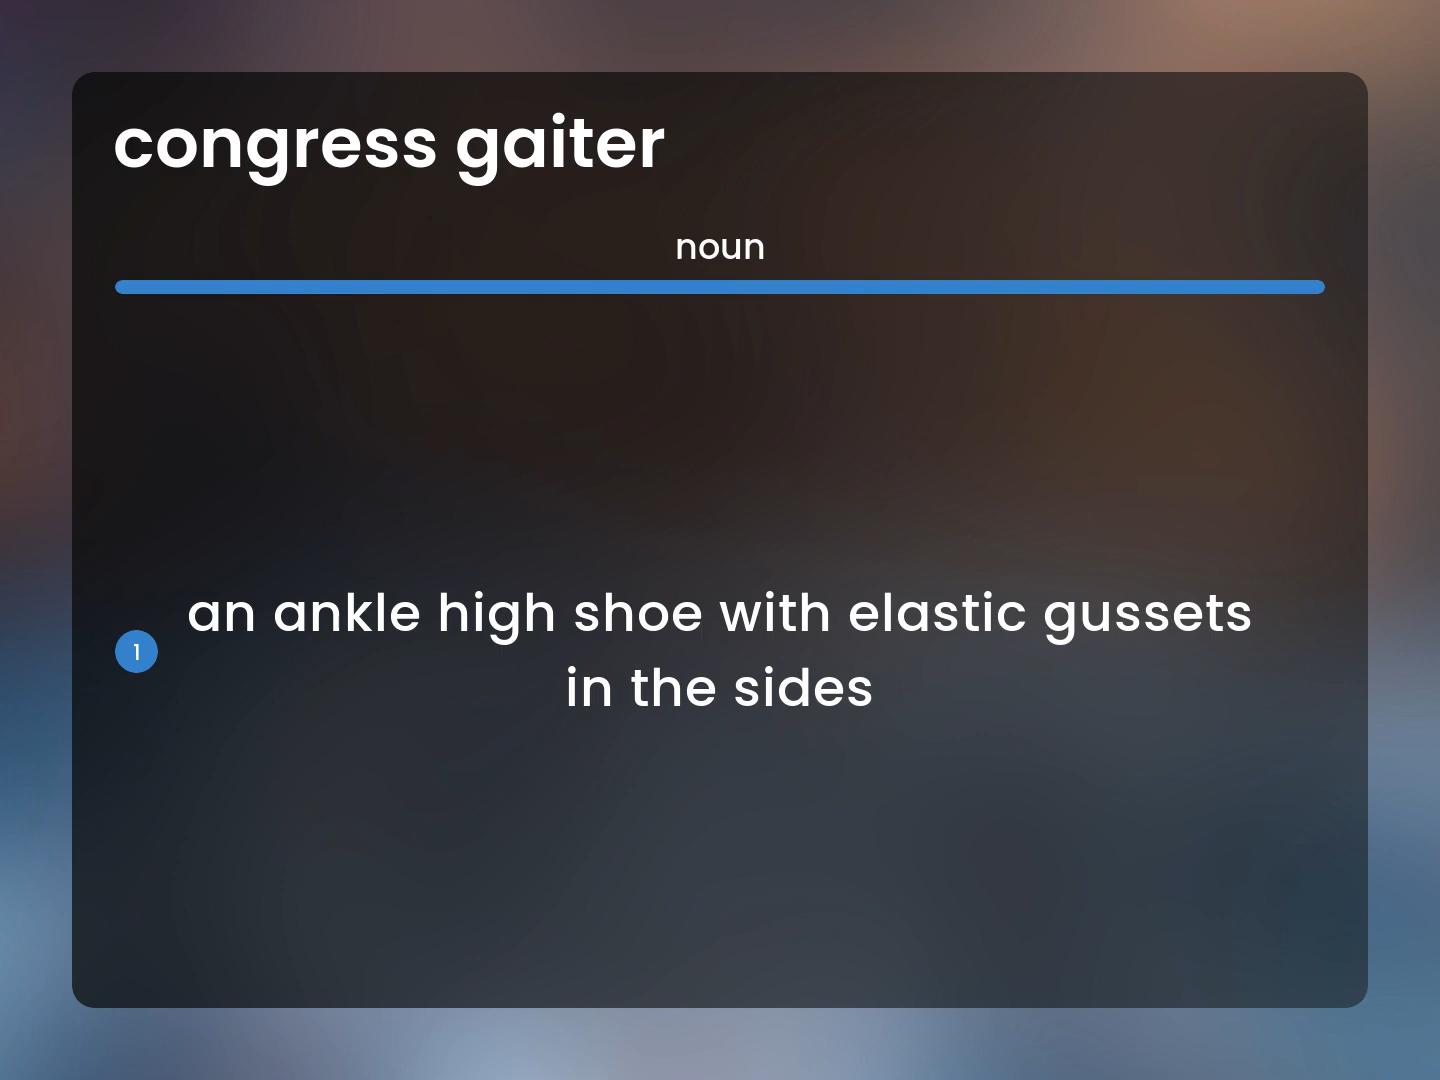 congress gaiter
noun
1
an ankle high shoe with elastic gussets
in the sides